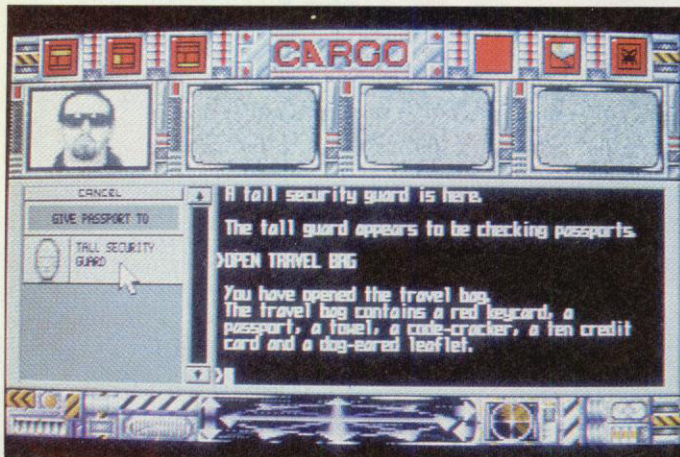 CARGO
CANCEL
GIVE PASSPORT TO
TALL SECURITY
GUARD
A tall security guard is here.
The tall guard appears to be checking passports.
>OPEN TRAVEL BAG
You have opened the travel bag.
The travel bag contains a red keycard, a
passport, a towel, a code-cracker, a ten credit
card and a dog-eared leaflet.
>